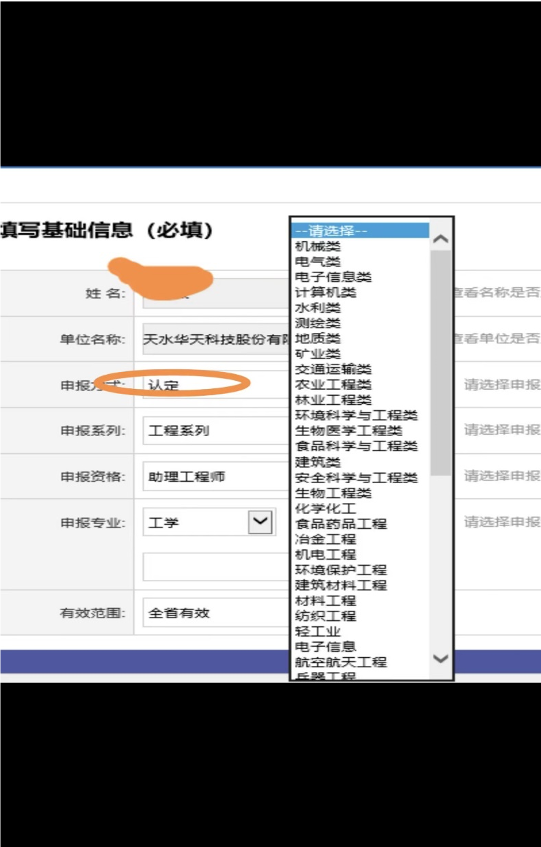 填写基础信息（必填）
姓 名:
查看名称是否
单位名称:
天水华天科技股份有
查看单位是否
申报方式:
认定
请选择申报
申报系列:
工程系列
请选择申报
申报资格:
助理工程师
请选择申报
申报专业:
工学
请选择申报
有效范围:
全省有效
--请选择--
机械类
电气类
电子信息类
计算机类
水利类
测绘类
地质类
矿业类
交通运输类
农业工程类
林业工程类
环境科学与工程类
生物医学工程类
食品科学与工程类
建筑类
安全科学与工程类
生物工程类
化学化工
食品药品工程
冶金工程
机电工程
环境保护工程
建筑材料工程
材料工程
纺织工程
轻工业
电子信息
航空航天工程
兵器工程